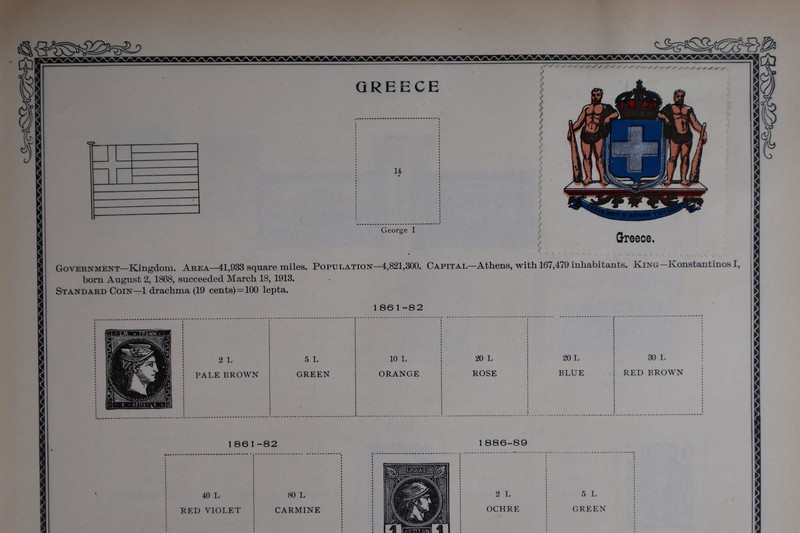 GREECE
14
George I
Greece.
GOVERNMENT—Kingdom. AREA—41,933 square miles. POPULATION—4,821,300. CAPITAL—Athens, with 167,479 inhabitants. KING—Konstantinos I,
born August 2, 1868, succeeded March 18, 1913.
STANDARD COIN—1 drachma (19 cents)=100 lepta.
1861-82
2 L 5 L 10 L 20 L 20 L 30 L
PALE BROWN GREEN ORANGE ROSE BLUE RED BROWN
1861-82 1886-89
40 L 80 L 2 L 5 L
RED VIOLET CARMINE OCHRE GREEN
1 1